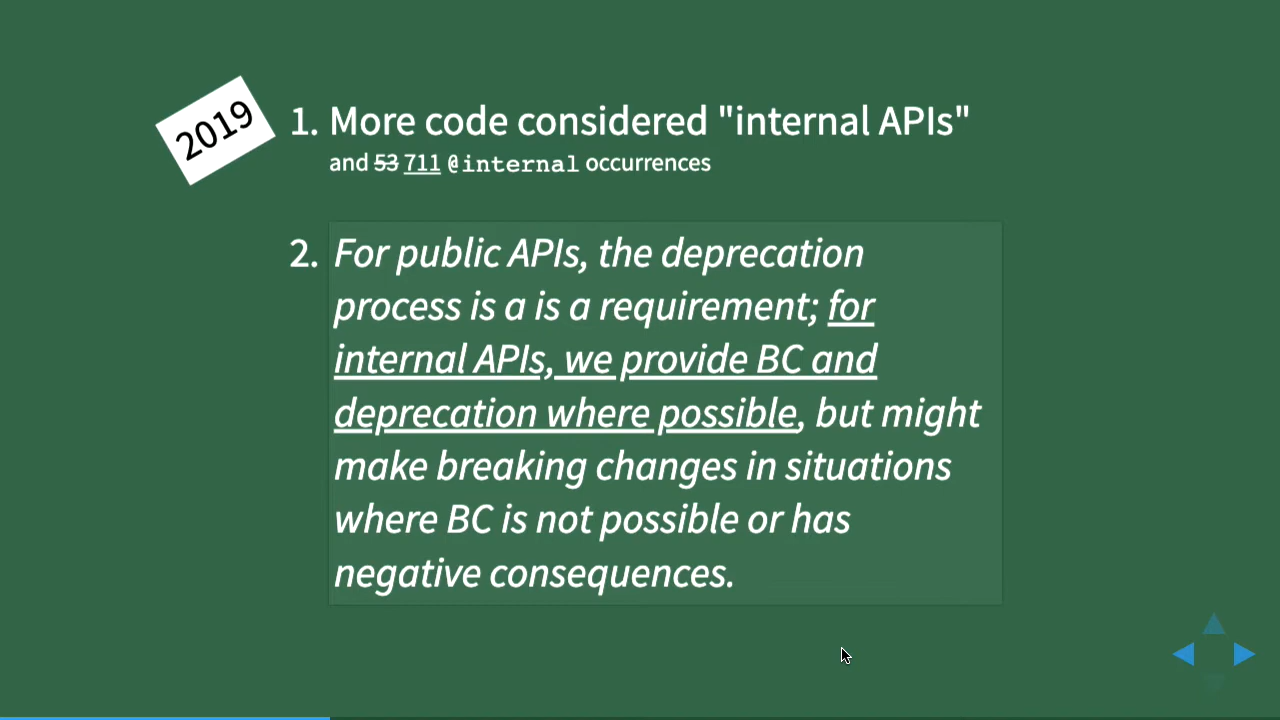 2019
1. More code considered "internal APIs"
and 53 711 @internal occurrences
2. For public APIs, the deprecation
process is a is a requirement; for
internal APIs, we provide BC and
deprecation where possible, but might
make breaking changes in situations
where BC is not possible or has
negative consequences.